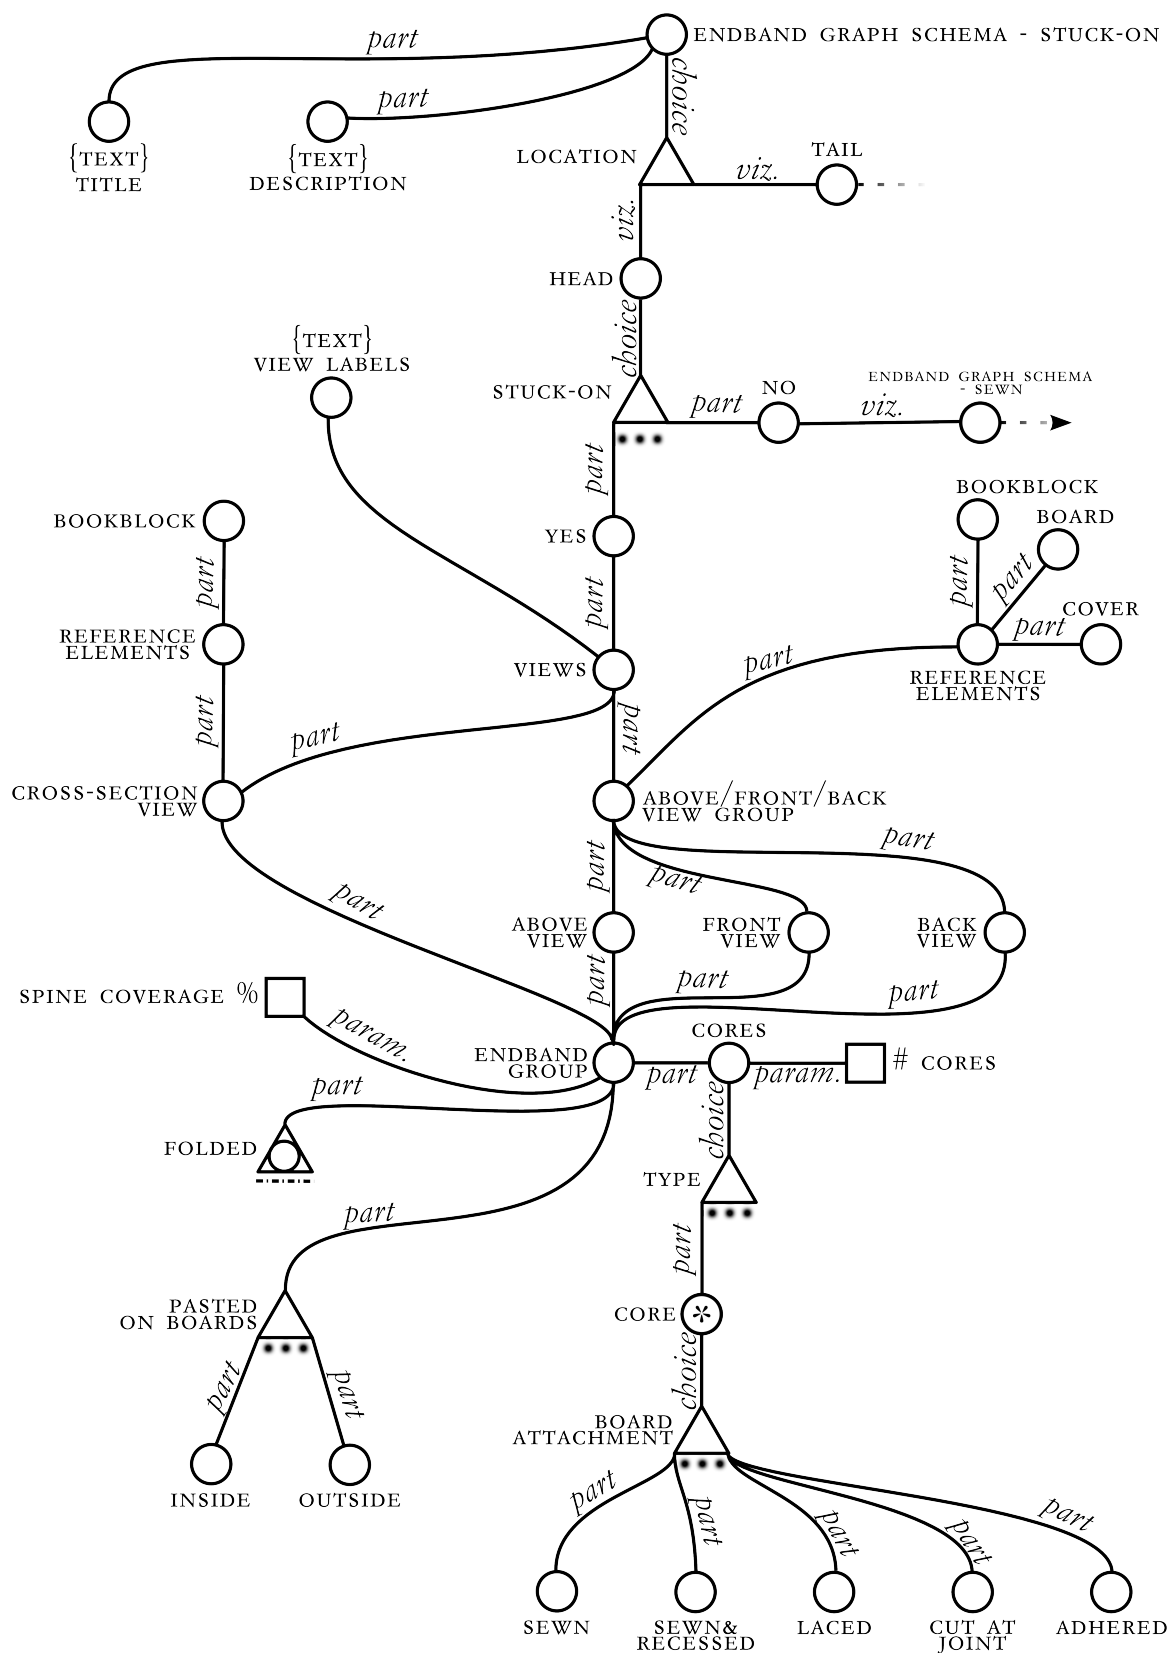 part
ENDBAND GRAPH SCHEMA - STUCK-ON
part
choice
{TEXT}
TITLE
{TEXT}
DESCRIPTION
LOCATION
viz.
TAIL
viz.
HEAD
choice
{TEXT}
VIEW LABELS
STUCK-ON
part
NO
viz.
ENDBAND GRAPH SCHEMA
- SEWN
part
YES
part
BOOKBLOCK
part
REFERENCE
ELEMENTS
part
BOOKBLOCK
BOARD
part
part
part
COVER
REFERENCE
ELEMENTS
part
VIEWS
part
part
CROSS-SECTION
VIEW
ABOVE/FRONT/BACK
VIEW GROUP
part
part
part
part
ABOVE
VIEW
FRONT
VIEW
BACK
VIEW
part
part
part
SPINE COVERAGE %
param.
ENDBAND
GROUP
part
CORES
param.
# CORES
part
choice
FOLDED
TYPE
part
part
PASTED
ON BOARDS
CORE *
part
part
choice
INSIDE
OUTSIDE
BOARD
ATTACHMENT
part
part
part
part
part
SEWN
SEWN&
RECESSED
LACED
CUT AT
JOINT
ADHERED